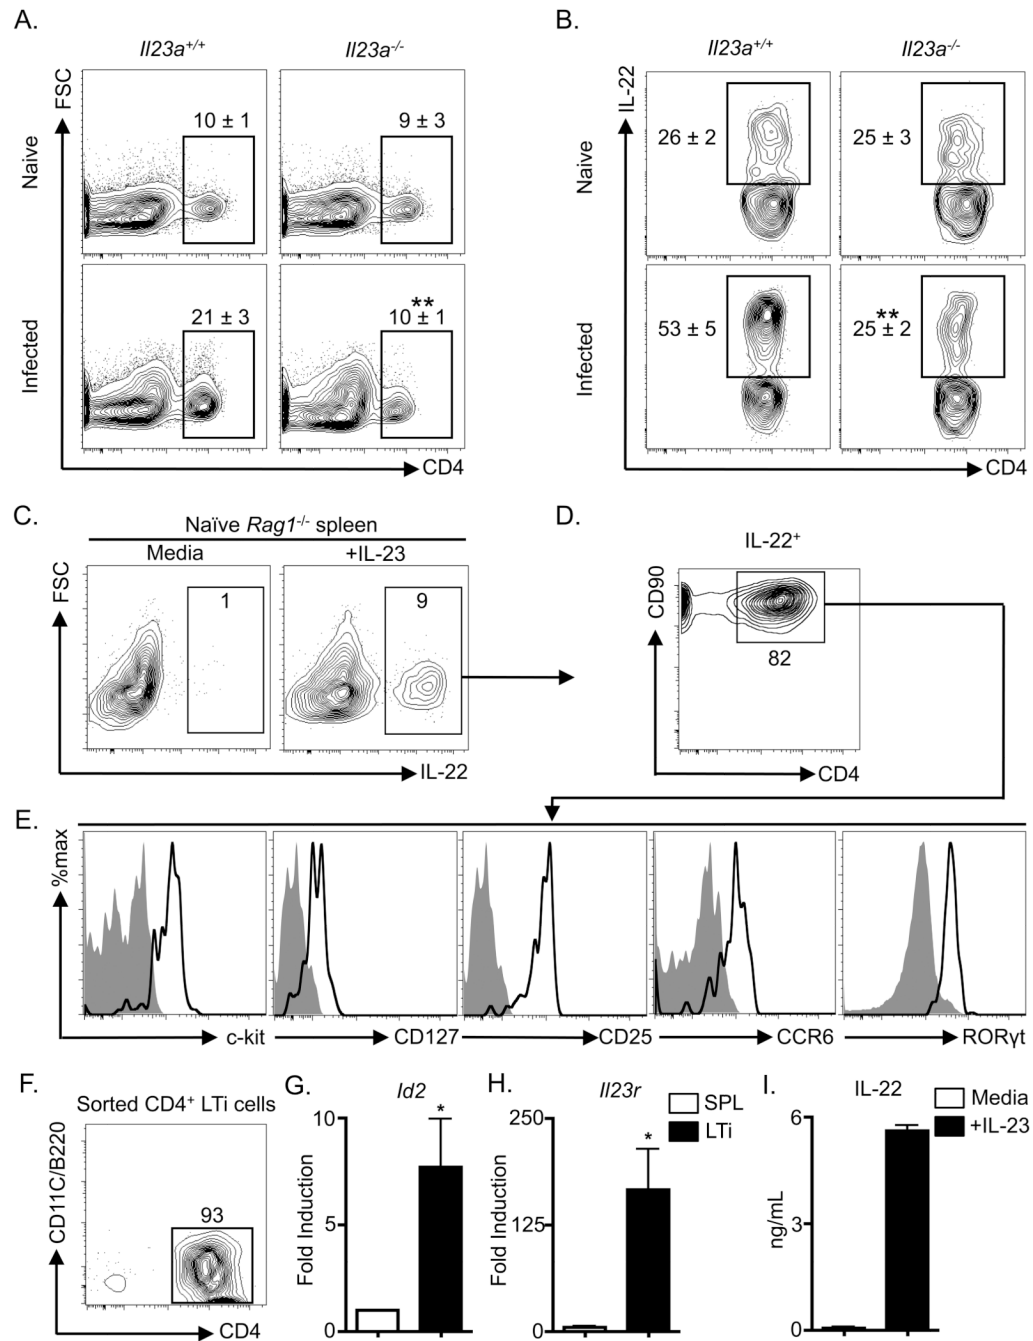 A.
Il23a+/+
Il23a-/-
FSC
Naive
10 ± 1
9 ± 3
Infected
21 ± 3
**
10 ± 1
CD4
B.
Il23a+/+
Il23a-/-
IL-22
Naive
26 ± 2
25 ± 3
Infected
53 ± 5
**
25 ± 2
CD4
C.
Naïve Rag1-/- spleen
Media
+IL-23
FSC
1
9
IL-22
D.
IL-22+
CD90
82
CD4
E.
%max
c-kit
CD127
CD25
CCR6
RORγt
F.
Sorted CD4+ LTi cells
CD11C/B220
93
CD4
G.
Id2
Fold Induction
10
5
0
*
H.
Il23r
SPL
LTi
Fold Induction
250
125
0
*
I.
IL-22
Media
+IL-23
ng/mL
6
3
0